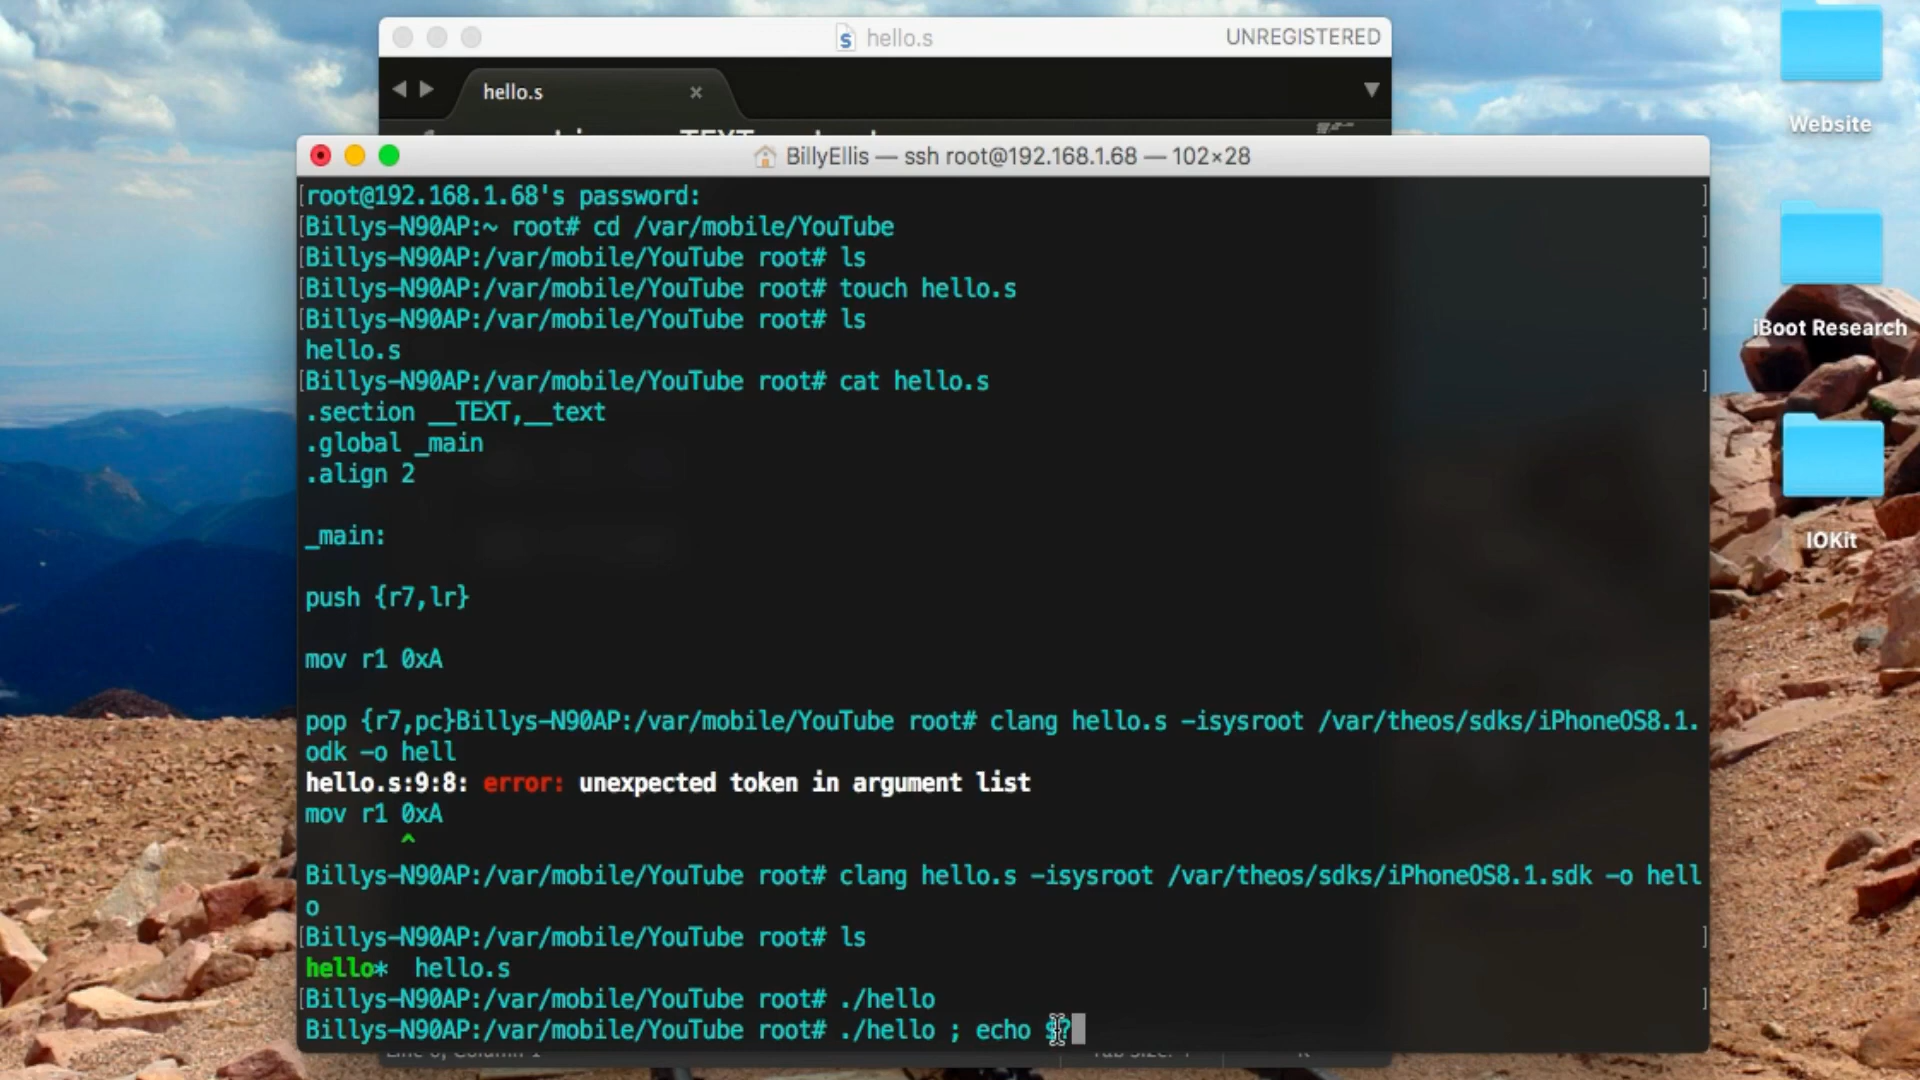 hello.s
UNREGISTERED
hello.s
Website
BillyEllis — ssh root@192.168.1.68 — 102×28
[root@192.168.1.68's password:
[Billys-N90AP:~ root# cd /var/mobile/YouTube
[Billys-N90AP:/var/mobile/YouTube root# ls
[Billys-N90AP:/var/mobile/YouTube root# touch hello.s
[Billys-N90AP:/var/mobile/YouTube root# ls
hello.s
[Billys-N90AP:/var/mobile/YouTube root# cat hello.s
.section __TEXT,__text
.global _main
.align 2
_main:
push {r7,lr}
mov r1 0xA
pop {r7,pc}Billys-N90AP:/var/mobile/YouTube root# clang hello.s -isysroot /var/theos/sdks/iPhoneOS8.1.
odk -o hell
hello.s:9:8: error: unexpected token in argument list
mov r1 0xA
^
Billys-N90AP:/var/mobile/YouTube root# clang hello.s -isysroot /var/theos/sdks/iPhoneOS8.1.sdk -o hell
o
[Billys-N90AP:/var/mobile/YouTube root# ls
hello* hello.s
[Billys-N90AP:/var/mobile/YouTube root# ./hello
Billys-N90AP:/var/mobile/YouTube root# ./hello ; echo $?
iBoot Research
IOKit